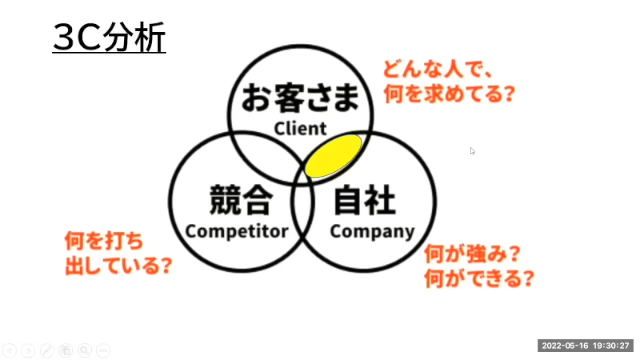 3C分析
どんな人で、
何を求めてる？
お客さま
Client
競合
Competitor
自社
Company
何を打ち
出している？
何が強み？
何ができる？
2022-05-16 19:30:27